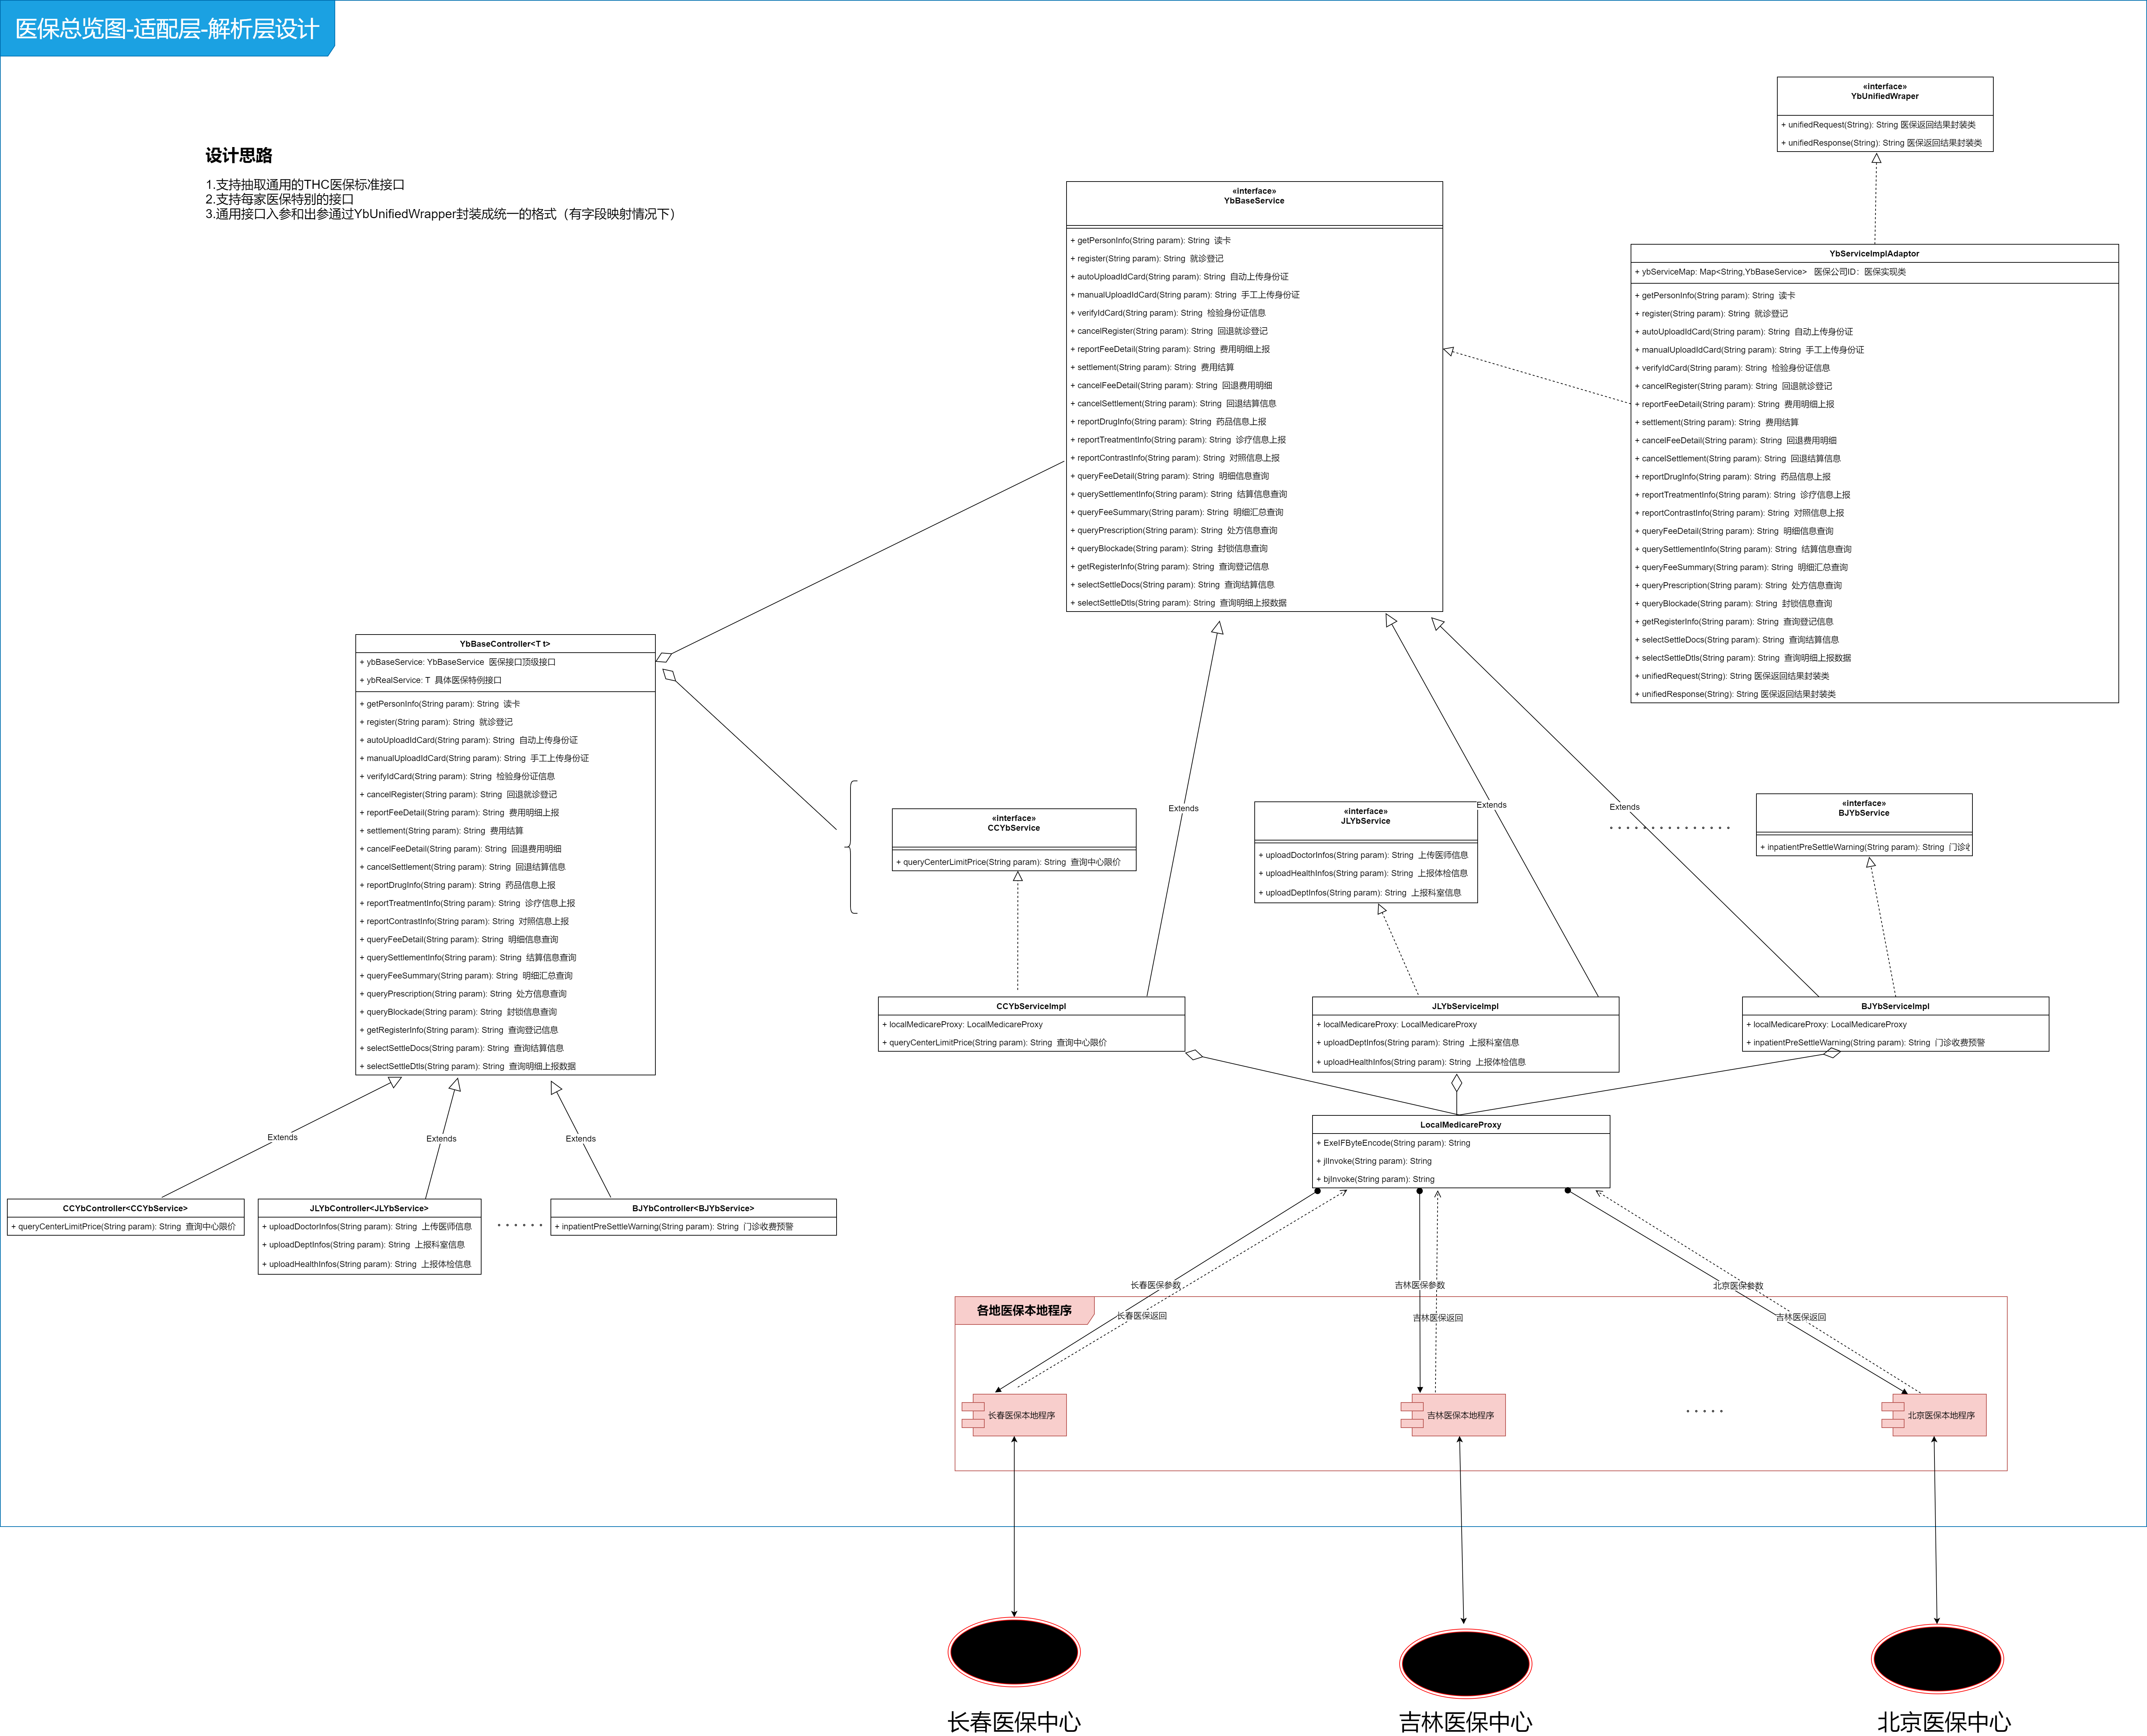 医保总览图-适配层-解析层设计
设计思路
1.支持抽取通用的THC医保标准接口
2.支持每家医保特别的接口
3.通用接口入参和出参通过YbUnifiedWrapper封装成统一的格式（有字段映射情况下）
«interface»
YbUnifiedWraper
+ unifiedRequest(String): String 医保返回结果封装类
+ unifiedResponse(String): String 医保返回结果封装类
«interface»
YbBaseService
+ getPersonInfo(String param): String 读卡
+ register(String param): String 就诊登记
+ autoUploadIdCard(String param): String 自动上传身份证
+ manualUploadIdCard(String param): String 手工上传身份证
+ verifyIdCard(String param): String 检验身份证信息
+ cancelRegister(String param): String 回退就诊登记
+ reportFeeDetail(String param): String 费用明细上报
+ settlement(String param): String 费用结算
+ cancelFeeDetail(String param): String 回退费用明细
+ cancelSettlement(String param): String 回退结算信息
+ reportDrugInfo(String param): String 药品信息上报
+ reportTreatmentInfo(String param): String 诊疗信息上报
+ reportContrastInfo(String param): String 对照信息上报
+ queryFeeDetail(String param): String 明细信息查询
+ querySettlementInfo(String param): String 结算信息查询
+ queryFeeSummary(String param): String 明细汇总查询
+ queryPrescription(String param): String 处方信息查询
+ queryBlockade(String param): String 封锁信息查询
+ getRegisterInfo(String param): String 查询登记信息
+ selectSettleDocs(String param): String 查询结算信息
+ selectSettleDtls(String param): String 查询明细上报数据
YbServiceImplAdaptor
+ ybServiceMap: Map<String,YbBaseService> 医保公司ID：医保实现类
+ getPersonInfo(String param): String 读卡
+ register(String param): String 就诊登记
+ autoUploadIdCard(String param): String 自动上传身份证
+ manualUploadIdCard(String param): String 手工上传身份证
+ verifyIdCard(String param): String 检验身份证信息
+ cancelRegister(String param): String 回退就诊登记
+ reportFeeDetail(String param): String 费用明细上报
+ settlement(String param): String 费用结算
+ cancelFeeDetail(String param): String 回退费用明细
+ cancelSettlement(String param): String 回退结算信息
+ reportDrugInfo(String param): String 药品信息上报
+ reportTreatmentInfo(String param): String 诊疗信息上报
+ reportContrastInfo(String param): String 对照信息上报
+ queryFeeDetail(String param): String 明细信息查询
+ querySettlementInfo(String param): String 结算信息查询
+ queryFeeSummary(String param): String 明细汇总查询
+ queryPrescription(String param): String 处方信息查询
+ queryBlockade(String param): String 封锁信息查询
+ getRegisterInfo(String param): String 查询登记信息
+ selectSettleDocs(String param): String 查询结算信息
+ selectSettleDtls(String param): String 查询明细上报数据
+ unifiedRequest(String): String 医保返回结果封装类
+ unifiedResponse(String): String 医保返回结果封装类
YbBaseController<T t>
+ ybBaseService: YbBaseService 医保接口顶级接口
+ ybRealService: T 具体医保特例接口
+ getPersonInfo(String param): String 读卡
+ register(String param): String 就诊登记
+ autoUploadIdCard(String param): String 自动上传身份证
+ manualUploadIdCard(String param): String 手工上传身份证
+ verifyIdCard(String param): String 检验身份证信息
+ cancelRegister(String param): String 回退就诊登记
+ reportFeeDetail(String param): String 费用明细上报
+ settlement(String param): String 费用结算
+ cancelFeeDetail(String param): String 回退费用明细
+ cancelSettlement(String param): String 回退结算信息
+ reportDrugInfo(String param): String 药品信息上报
+ reportTreatmentInfo(String param): String 诊疗信息上报
+ reportContrastInfo(String param): String 对照信息上报
+ queryFeeDetail(String param): String 明细信息查询
+ querySettlementInfo(String param): String 结算信息查询
+ queryFeeSummary(String param): String 明细汇总查询
+ queryPrescription(String param): String 处方信息查询
+ queryBlockade(String param): String 封锁信息查询
+ getRegisterInfo(String param): String 查询登记信息
+ selectSettleDocs(String param): String 查询结算信息
+ selectSettleDtls(String param): String 查询明细上报数据
Extends
Extends
Extends
«interface»
CCYbService
+ queryCenterLimitPrice(String param): String 查询中心限价
«interface»
JLYbService
+ uploadDoctorInfos(String param): String 上传医师信息
+ uploadHealthInfos(String param): String 上报体检信息
+ uploadDeptInfos(String param): String 上报科室信息
«interface»
BJYbService
+ inpatientPreSettleWarning(String param): String 门诊
CCYbServiceImpl
+ localMedicareProxy: LocalMedicareProxy
+ queryCenterLimitPrice(String param): String 查询中心限价
JLYbServiceImpl
+ localMedicareProxy: LocalMedicareProxy
+ uploadDeptInfos(String param): String 上报科室信息
+ uploadHealthInfos(String param): String 上报体检信息
BJYbServiceImpl
+ localMedicareProxy: LocalMedicareProxy
+ inpatientPreSettleWarning(String param): String 门诊收费预警
LocalMedicareProxy
+ ExeIFByteEncode(String param): String
+ jlInvoke(String param): String
+ bjInvoke(String param): String
Extends
Extends
Extends
CCYbController<CCYbService>
+ queryCenterLimitPrice(String param): String 查询中心限价
JLYbController<JLYbService>
+ uploadDoctorInfos(String param): String 上传医师信息
+ uploadDeptInfos(String param): String 上报科室信息
+ uploadHealthInfos(String param): String 上报体检信息
BJYbController<BJYbService>
+ inpatientPreSettleWarning(String param): String 门诊收费预警
长春医保参数
吉林医保参数
北京医保参数
各地医保本地程序
长春医保返回
吉林医保返回
吉林医保返回
长春医保本地程序
吉林医保本地程序
北京医保本地程序
长春医保中心
吉林医保中心
北京医保中心